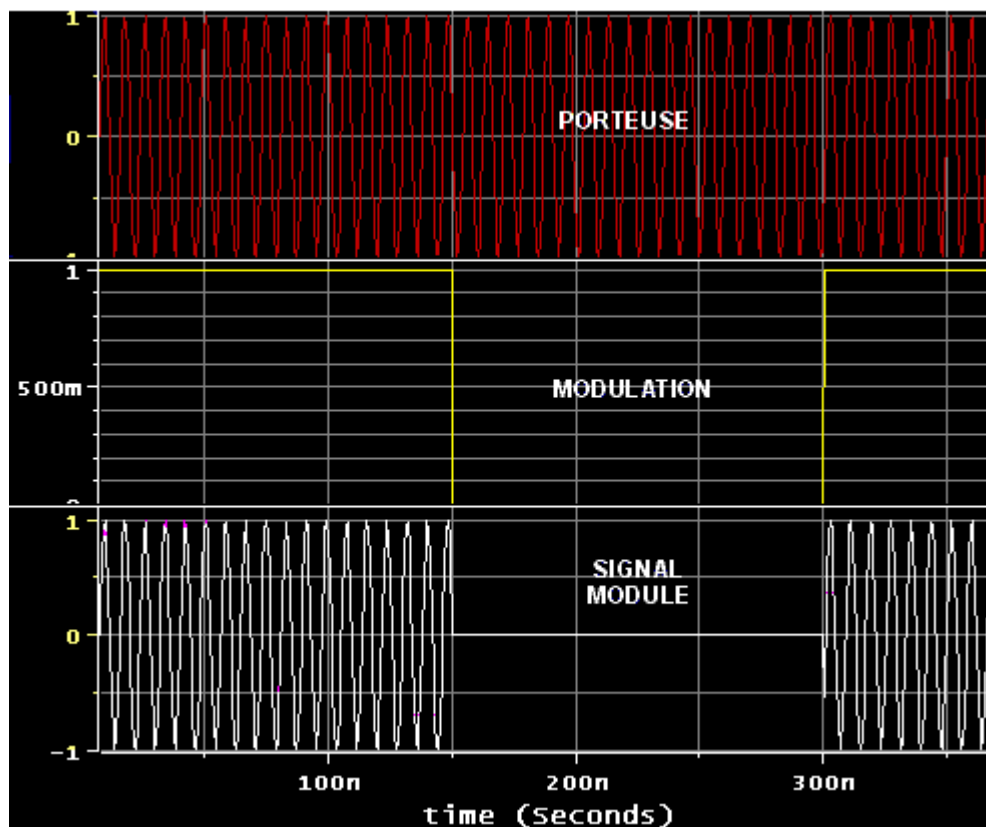 1
0
PORTEUSE
1
500m
MODULATION
1
0
-1
SIGNAL
MODULE
100n
200n
300n
time (Seconds)